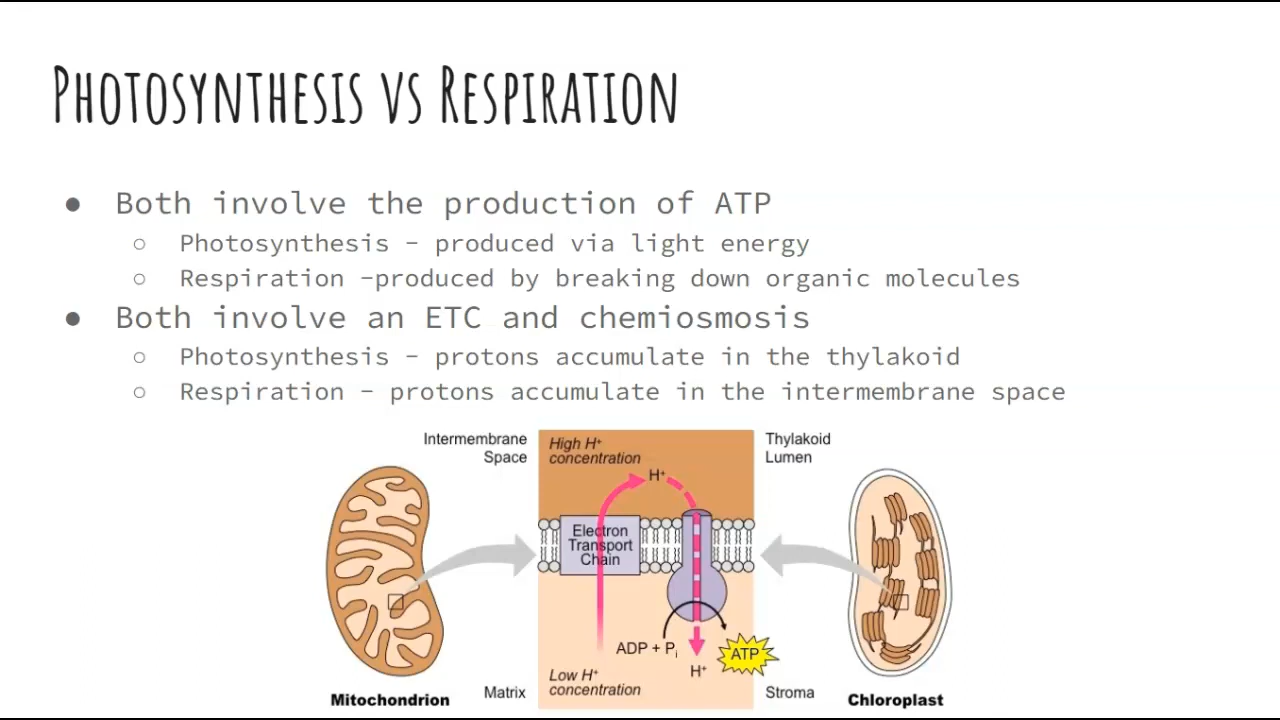 PHOTOSYNTHESIS VS RESPIRATION
● Both involve the production of ATP
○ Photosynthesis - produced via light energy
○ Respiration -produced by breaking down organic molecules
● Both involve an ETC and chemiosmosis
○ Photosynthesis - protons accumulate in the thylakoid
○ Respiration - protons accumulate in the intermembrane space
Intermembrane
Space
High H⁺
concentration
H⁺
Thylakoid
Lumen
Electron
Transport
Chain
ADP + Pᵢ
H⁺
ATP
Low H⁺
concentration
Matrix
Stroma
Mitochondrion
Chloroplast